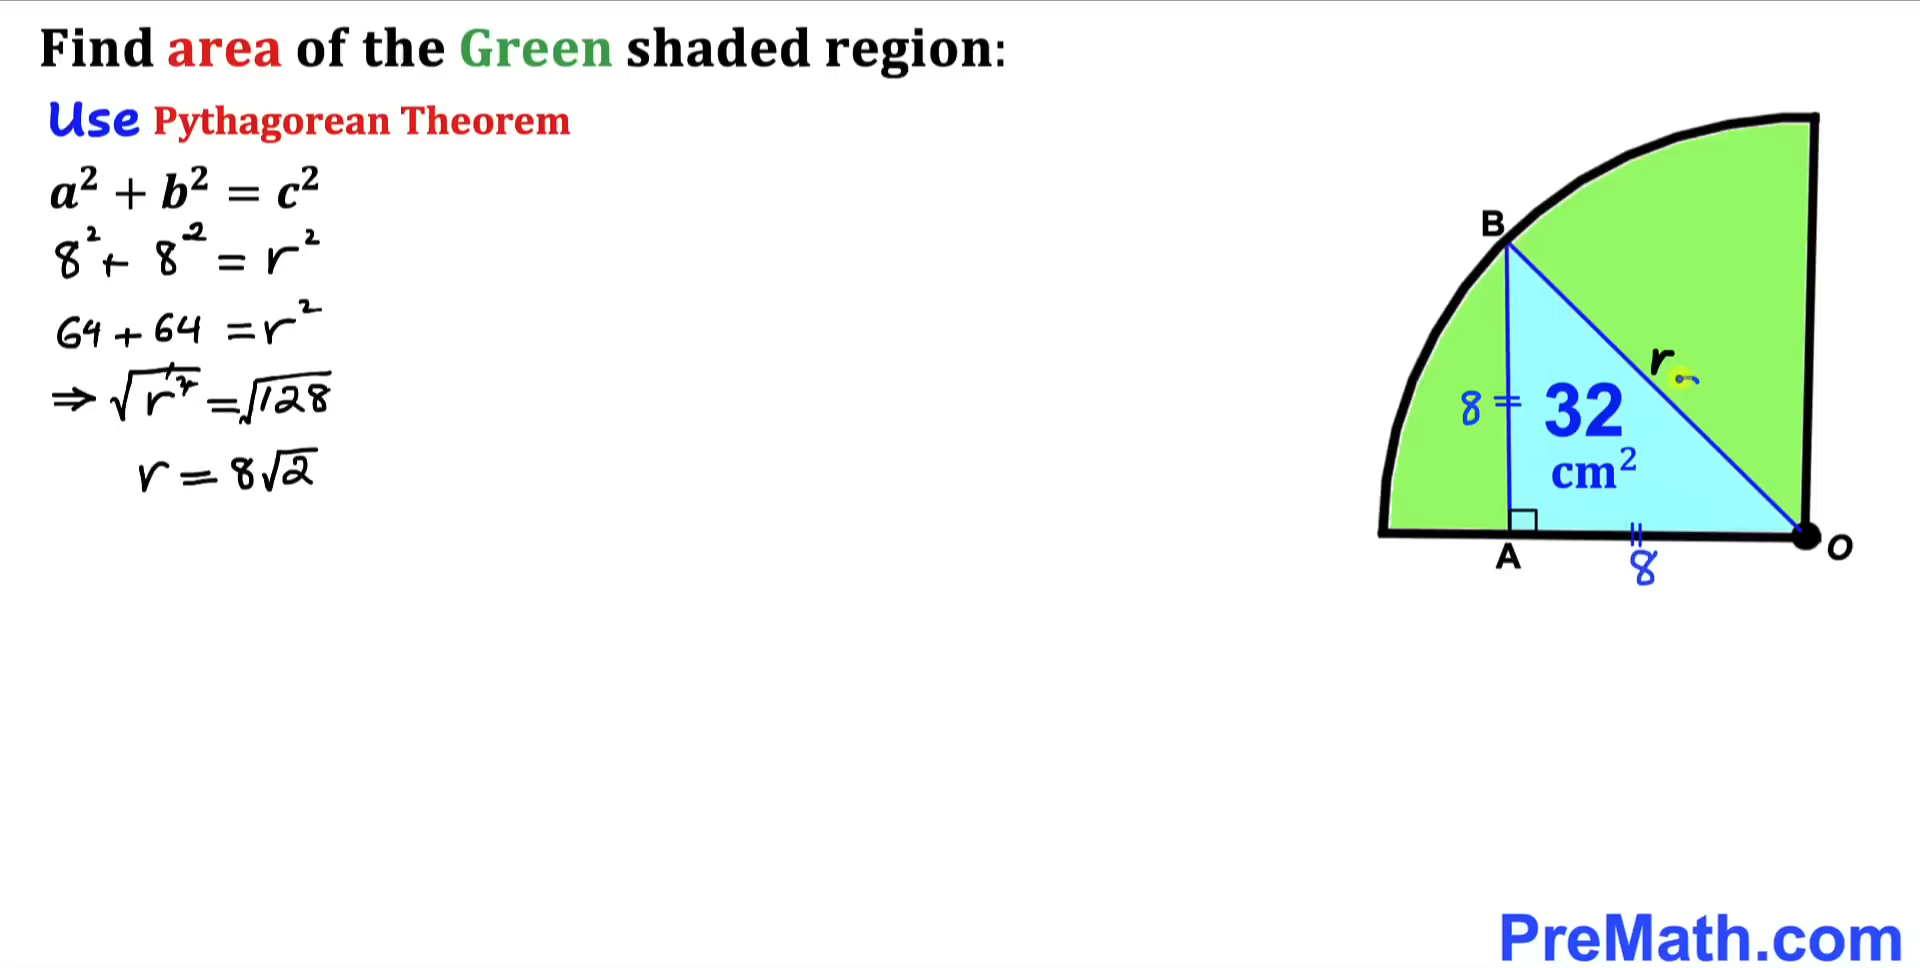 Find area of the Green shaded region:
Use Pythagorean Theorem
a² + b² = c²
8² + 8² = r²
64 + 64 = r²
⇒ √r² = √128
r = 8√2
B
r
8
32
cm²
A
8
O
PreMath.com